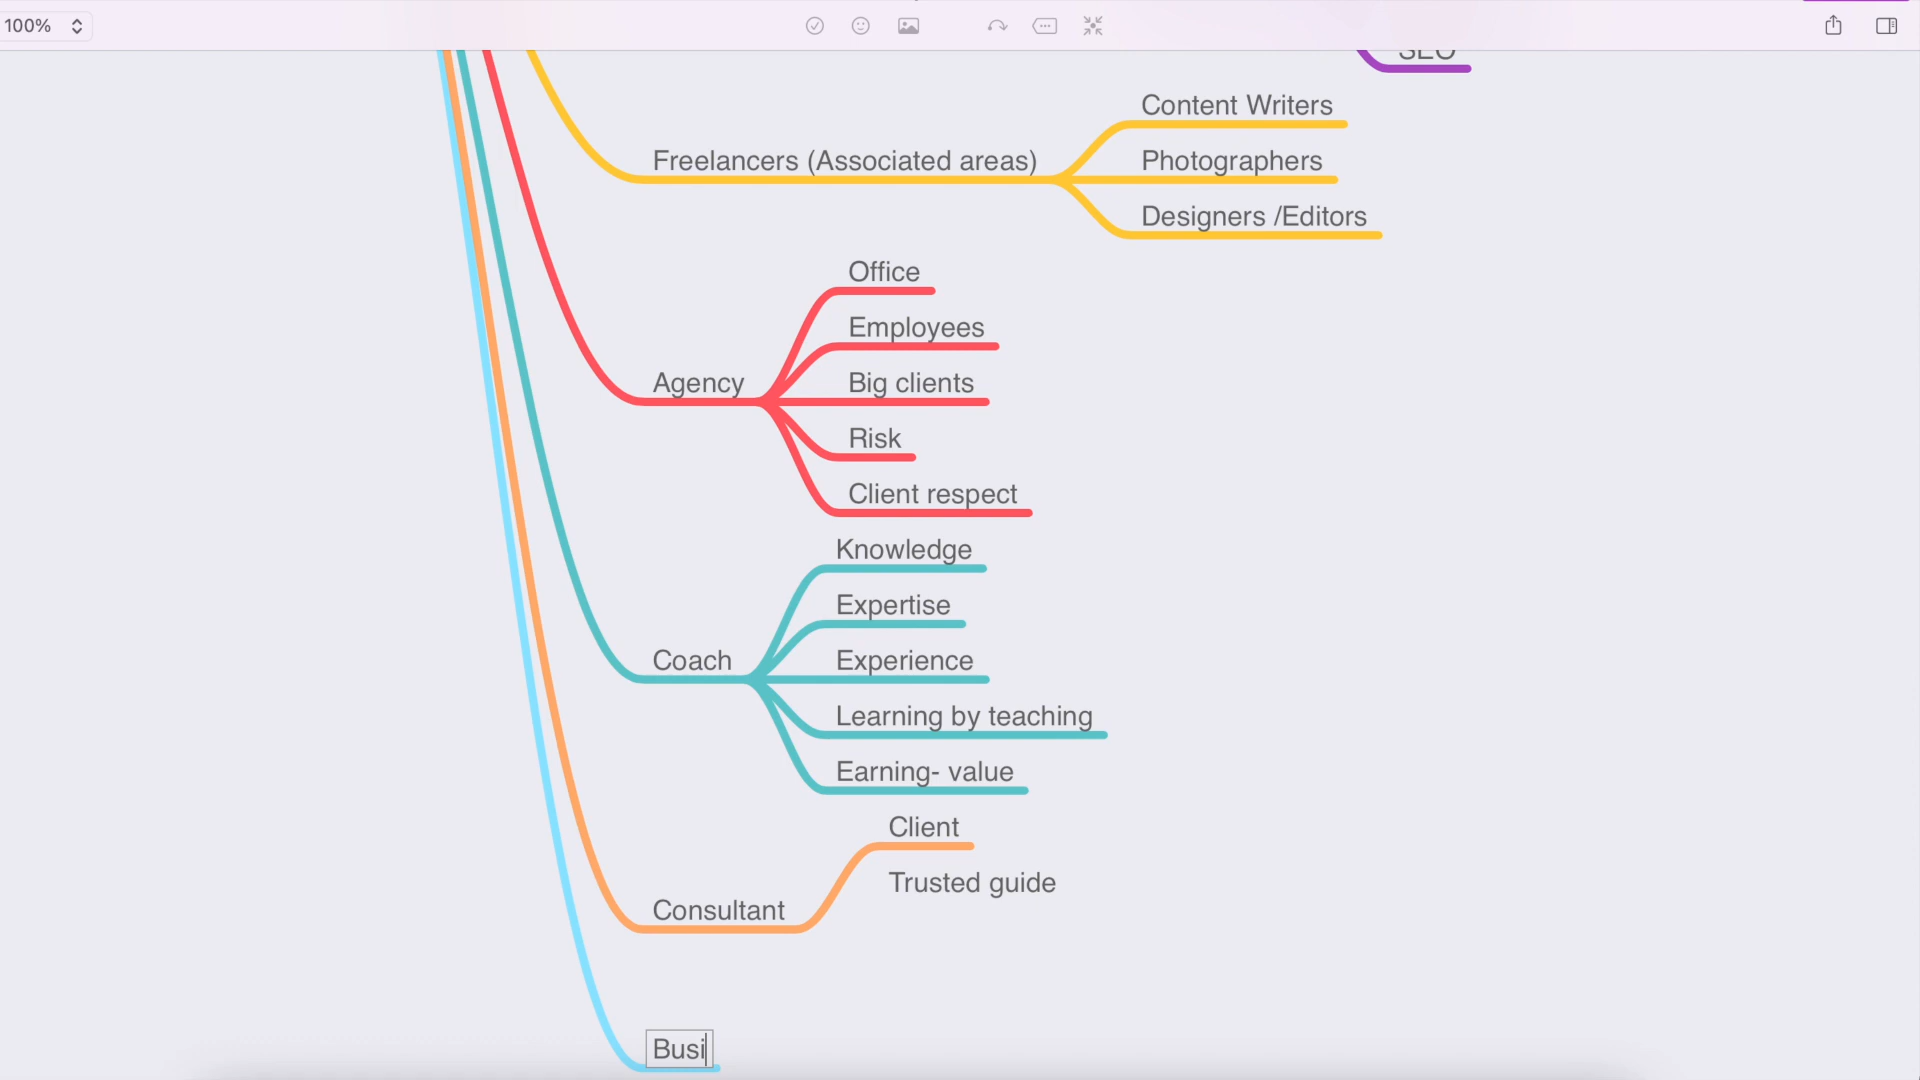 100%
SEO
Content Writers
Freelancers (Associated areas)
Photographers
Designers /Editors
Office
Employees
Agency
Big clients
Risk
Client respect
Knowledge
Expertise
Coach
Experience
Learning by teaching
Earning- value
Client
Trusted guide
Consultant
Busi